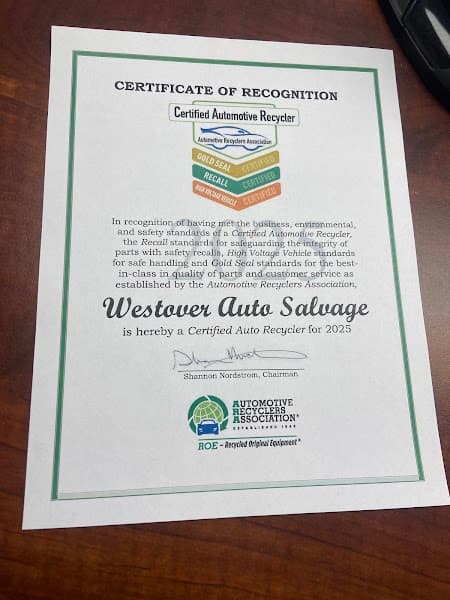 CERTIFICATE OF RECOGNITION
Certified Automotive Recycler
Automotive Recyclers Association
GOLD SEAL CERTIFIED
RECALL CERTIFIED
HIGH VOLTAGE VEHICLE CERTIFIED
2025
In recognition of having met the business, environmental,
and safety standards of a Certified Automotive Recycler,
the Recall standards for safeguarding the integrity of
parts with safety recalls, High Voltage Vehicle standards
for safe handling and Gold Seal standards for the best-
in-class in quality of parts and customer service as
established by the Automotive Recyclers Association,
Westover Auto Salvage
is hereby a Certified Auto Recycler for 2025
Shannon Nordstrom, Chairman
AUTOMOTIVE
RECYCLERS
ASSOCIATION®
ESTABLISHED 1943
ROE – Recycled Original Equipment®